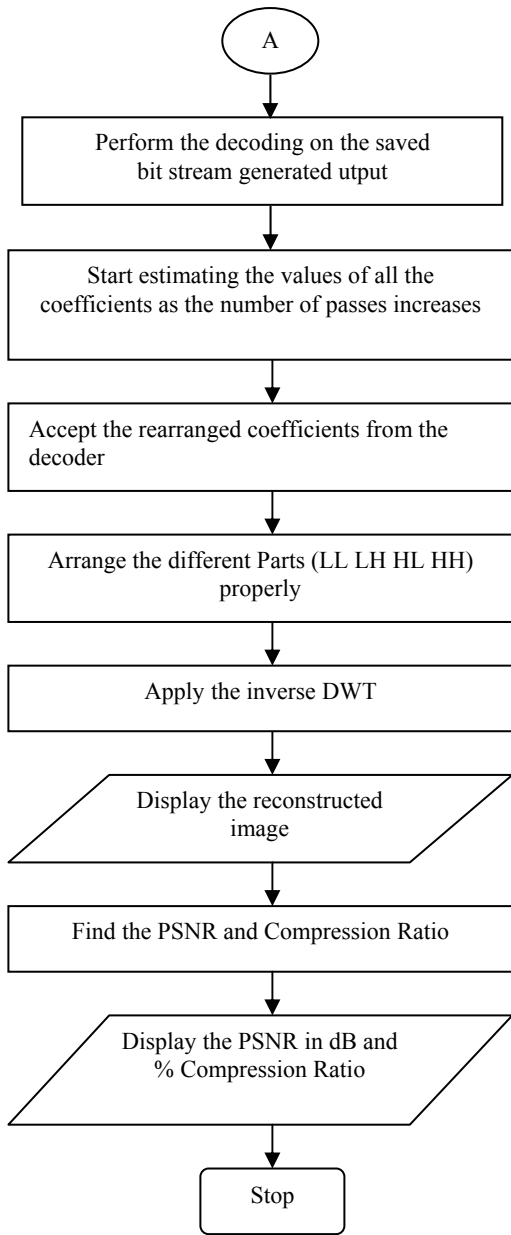 A
Perform the decoding on the saved
bit stream generated utput
Start estimating the values of all the
coefficients as the number of passes increases
Accept the rearranged coefficients from the
decoder
Arrange the different Parts (LL LH HL HH)
properly
Apply the inverse DWT
Display the reconstructed
image
Find the PSNR and Compression Ratio
Display the PSNR in dB and
% Compression Ratio
Stop